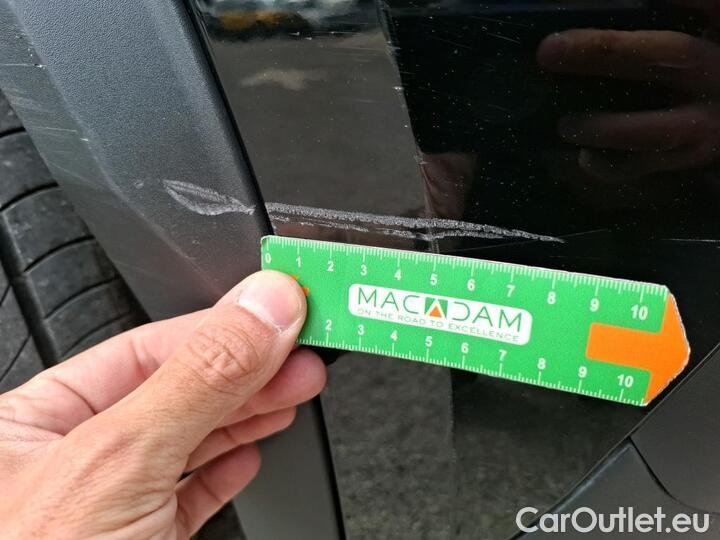 0 1 2 3 4 5 6 7 8 9 10
MACADAM
ON THE ROAD TO EXCELLENCE
2 3 4 5 6 7 8 9 10
CarOutlet.eu